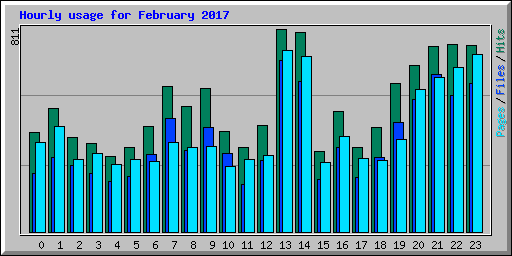 Hourly usage for February 2017
811
Pages / Files / Hits
0 1 2 3 4 5 6 7 8 9 10 11 12 13 14 15 16 17 18 19 20 21 22 23